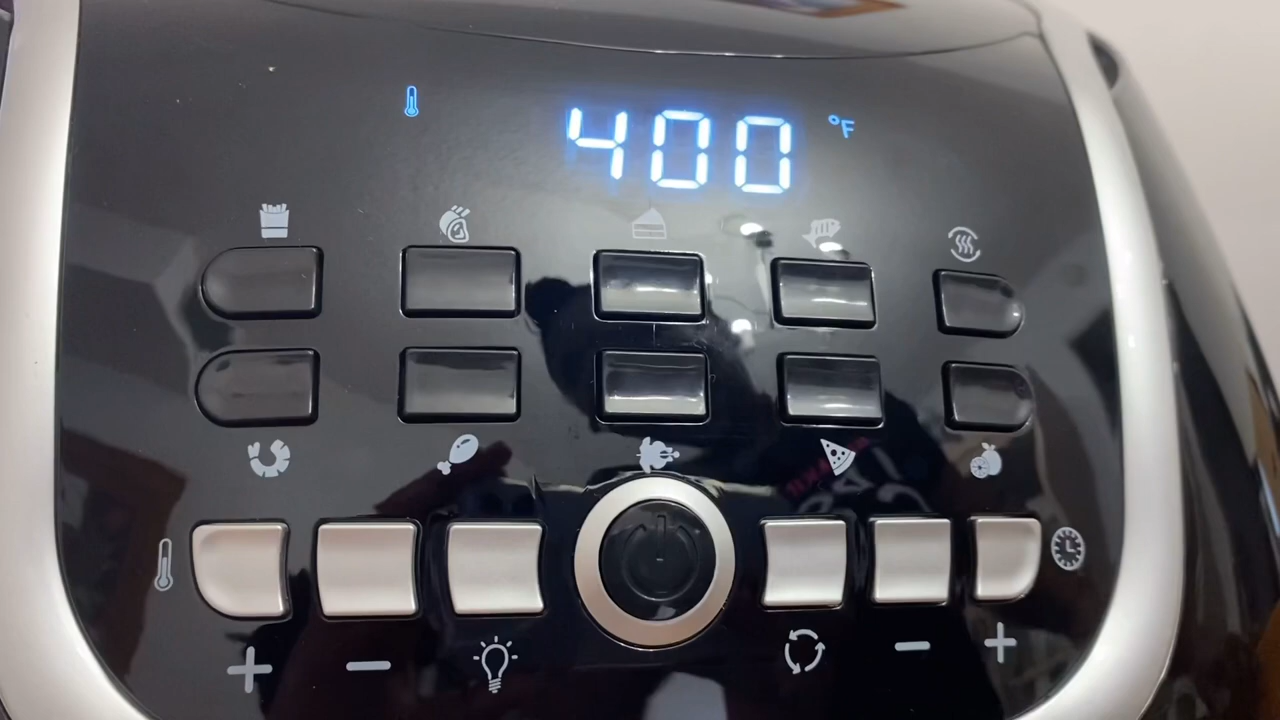 400 °F
+ − − +